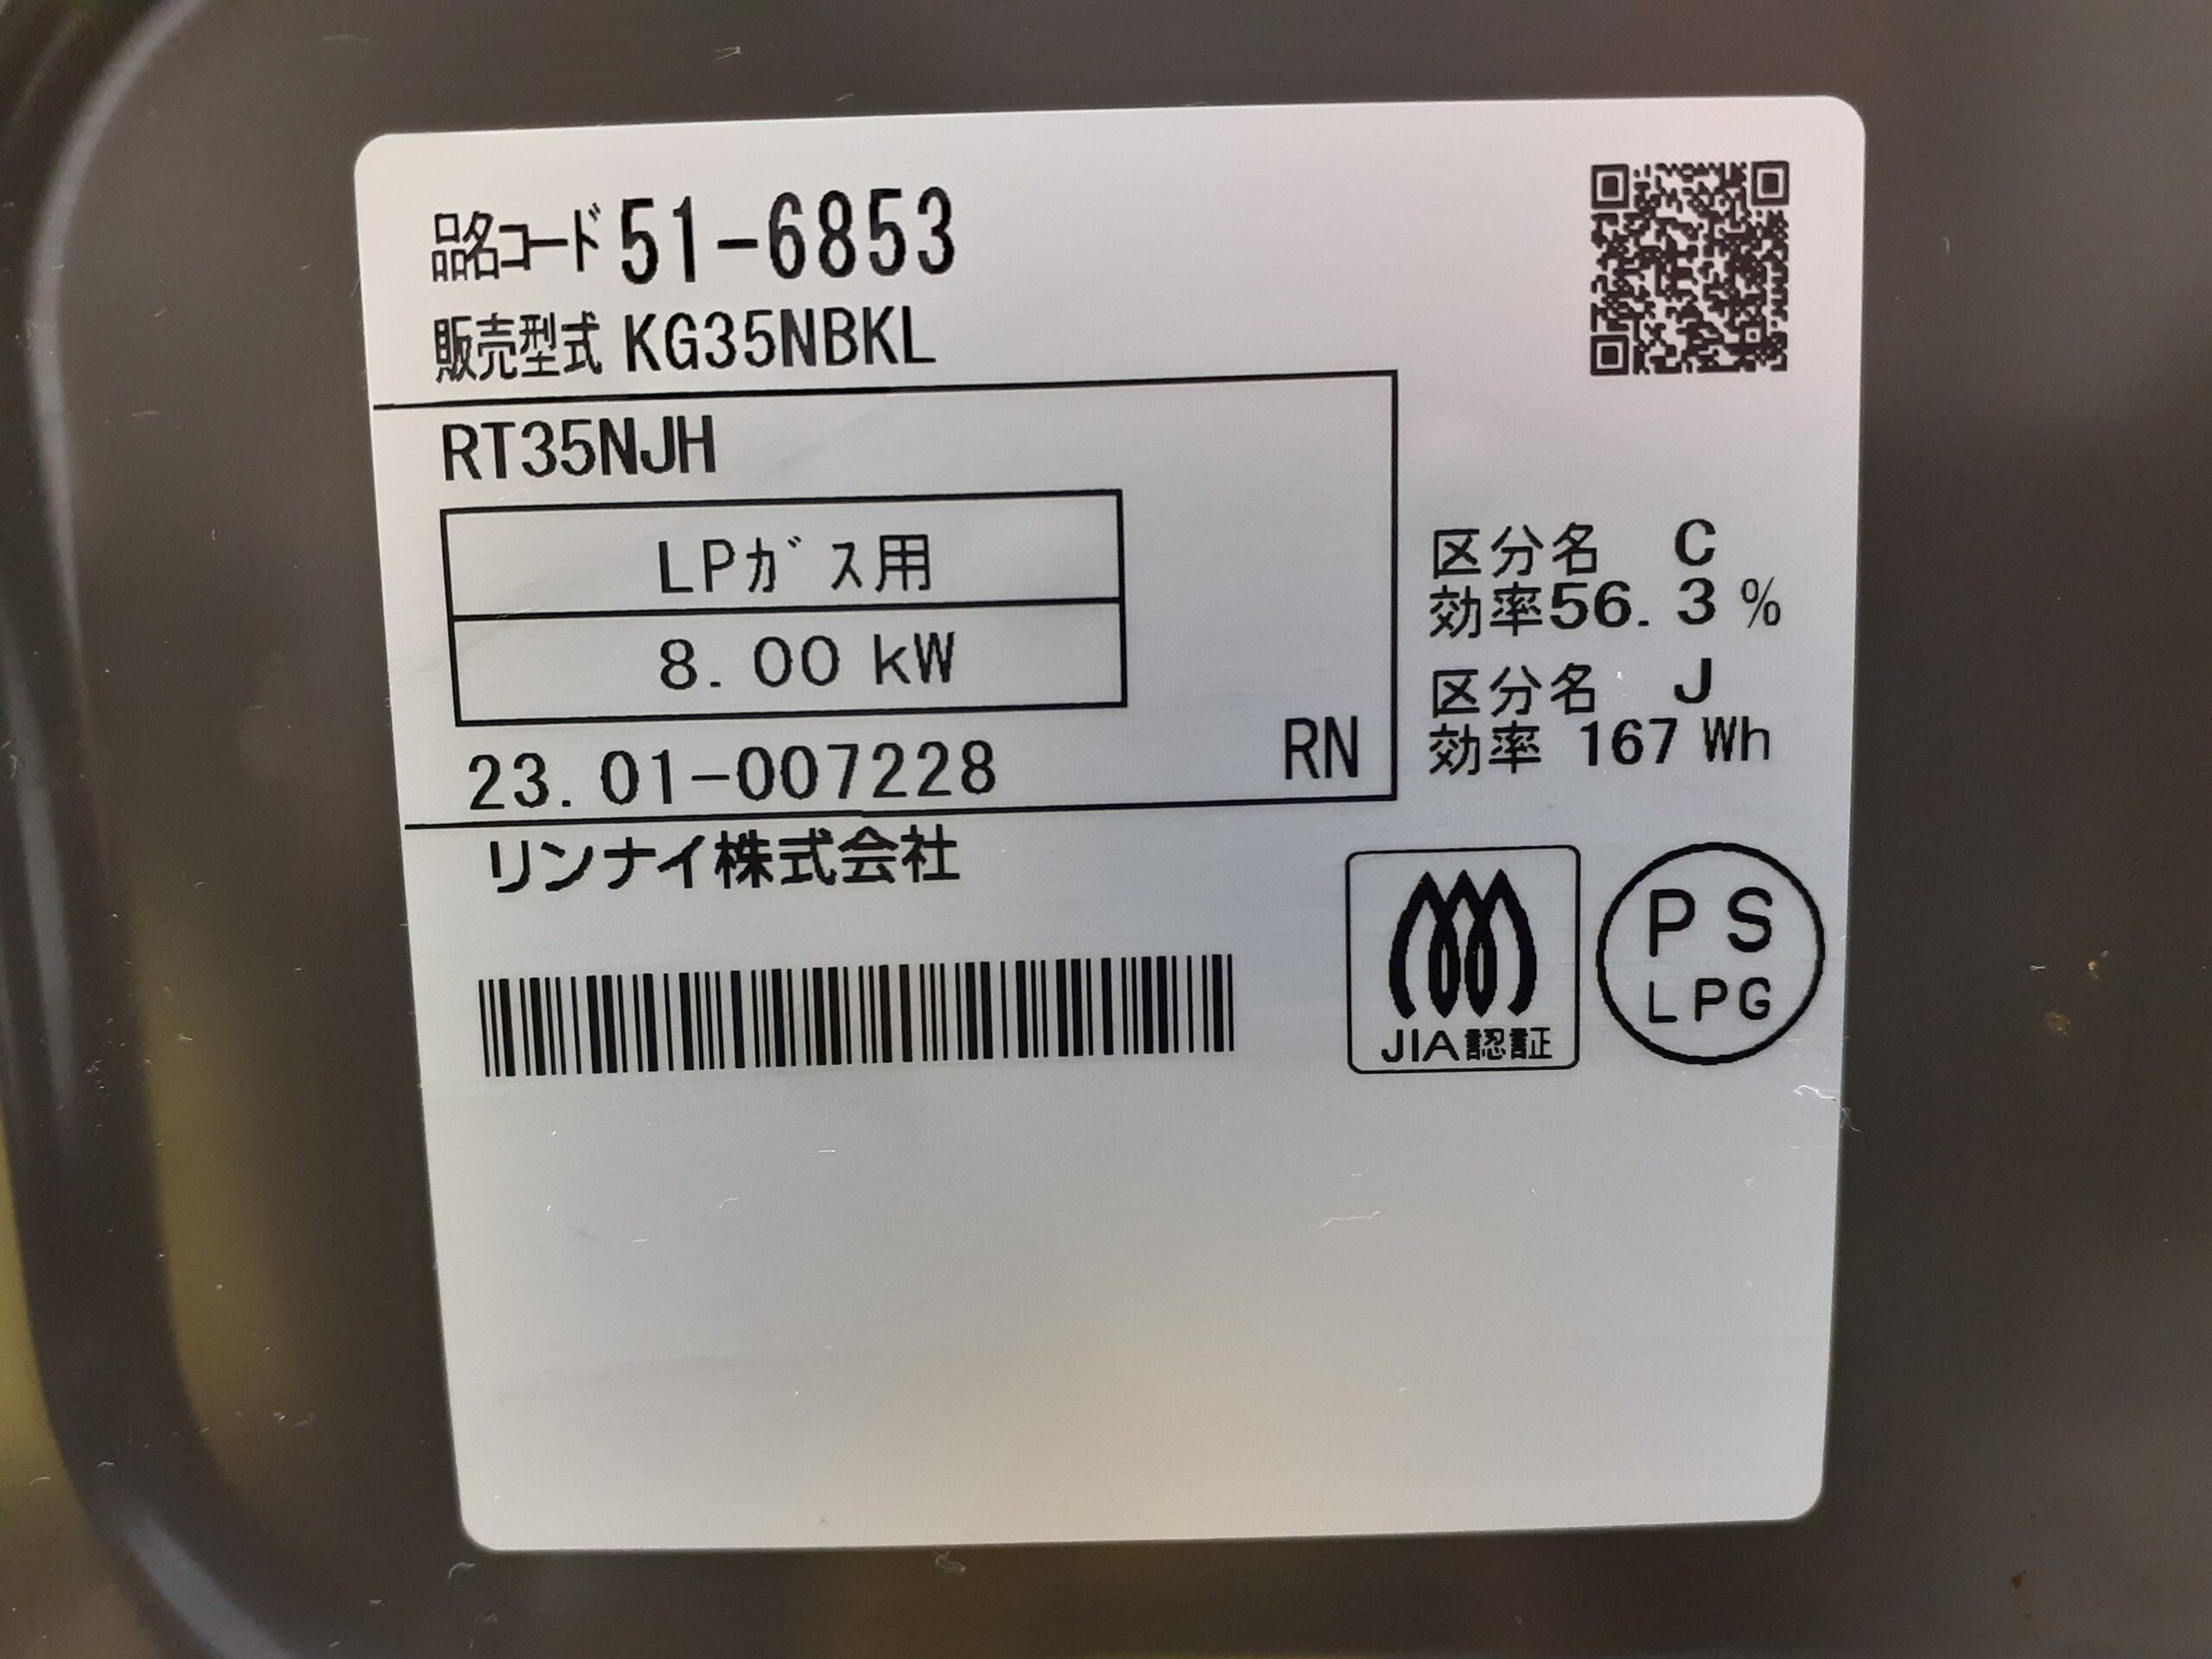 品名コード 51-6853
販売型式 KG35NBKL
RT35NJH
LPｶﾞｽ用
8.00 kW
23.01-007228
RN
リンナイ株式会社
区分名 C
効率56.3%
区分名 J
効率 167 Wh
JIA認証
PS
LPG